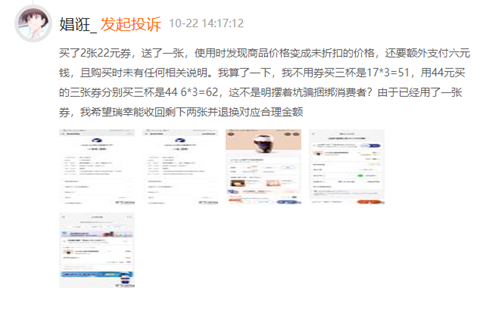 娼诳_ 发起投诉 10-22 14:17:12
买了2张22元券，送了一张，使用时发现商品价格变成未折扣的价格，还要额外支付六元
钱，且购买时未有任何相关说明。我算了一下，我不用券买三杯是17*3=51，用44元买
的三张券分别买三杯是44 6*3=62，这不是明摆着坑骗捆绑消费者？由于已经用了一张
券，我希望瑞幸能收回剩下两张并退换对应合理金额